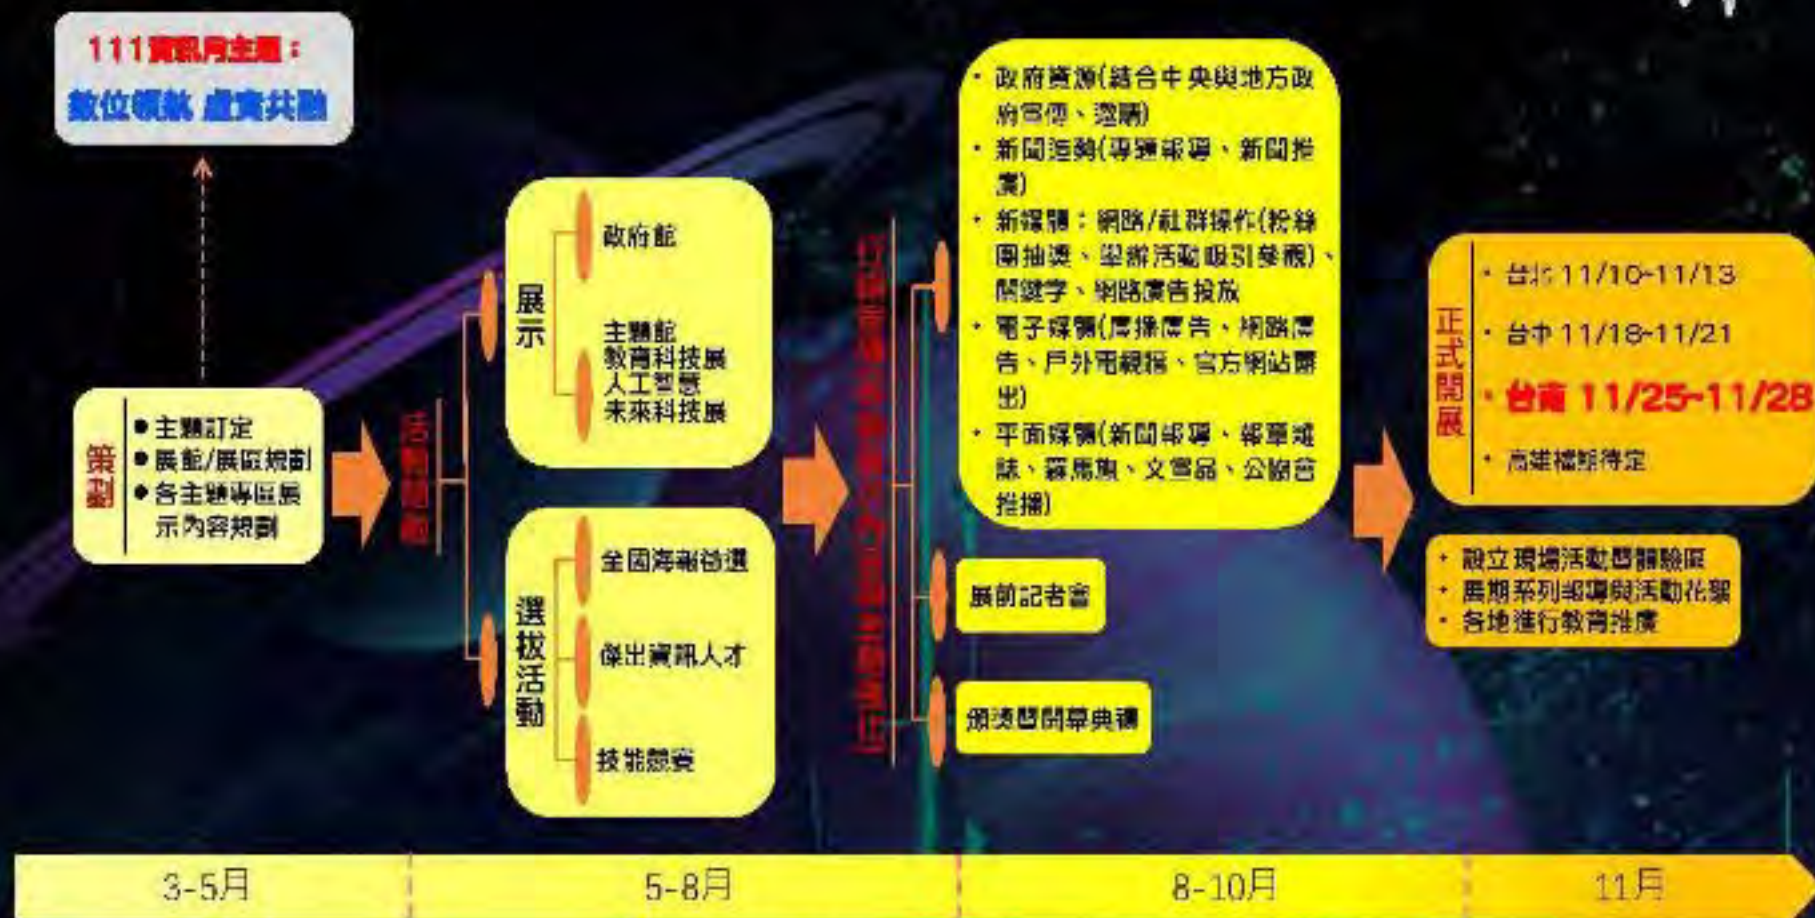 111資訊月主題：
數位領航 虛實共融
策劃
● 主題訂定
● 展館/展區規劃
● 各主題專區展
示內容規劃
展示
政府館
主題館
教育科技展
人工智慧
未來科技展
選拔活動
全國海報徵選
傑出資訊人才
技能競賽
• 政府資源(結合中央與地方政
府宣傳、邀請)
• 新聞造勢(專題報導、新聞推
廣)
• 新媒體：網路/社群操作(粉絲
團抽獎、舉辦活動吸引參觀)、
關鍵字、網路廣告投放
• 電子媒體(廣播廣告、網路廣
告、戶外電視牆、官方網站露
出)
• 平面媒體(新聞報導、報章雜
誌、羅馬旗、文宣品、公關
推播)
展前記者會
頒獎暨開幕典禮
正式開展
• 台北 11/10-11/13
• 台中 11/18-11/21
• 台南 11/25-11/28
• 高雄檔期待定
• 設立現場活動暨體驗區
• 展期系列報導與活動花絮
• 各地進行教育推廣
3-5月
5-8月
8-10月
11月